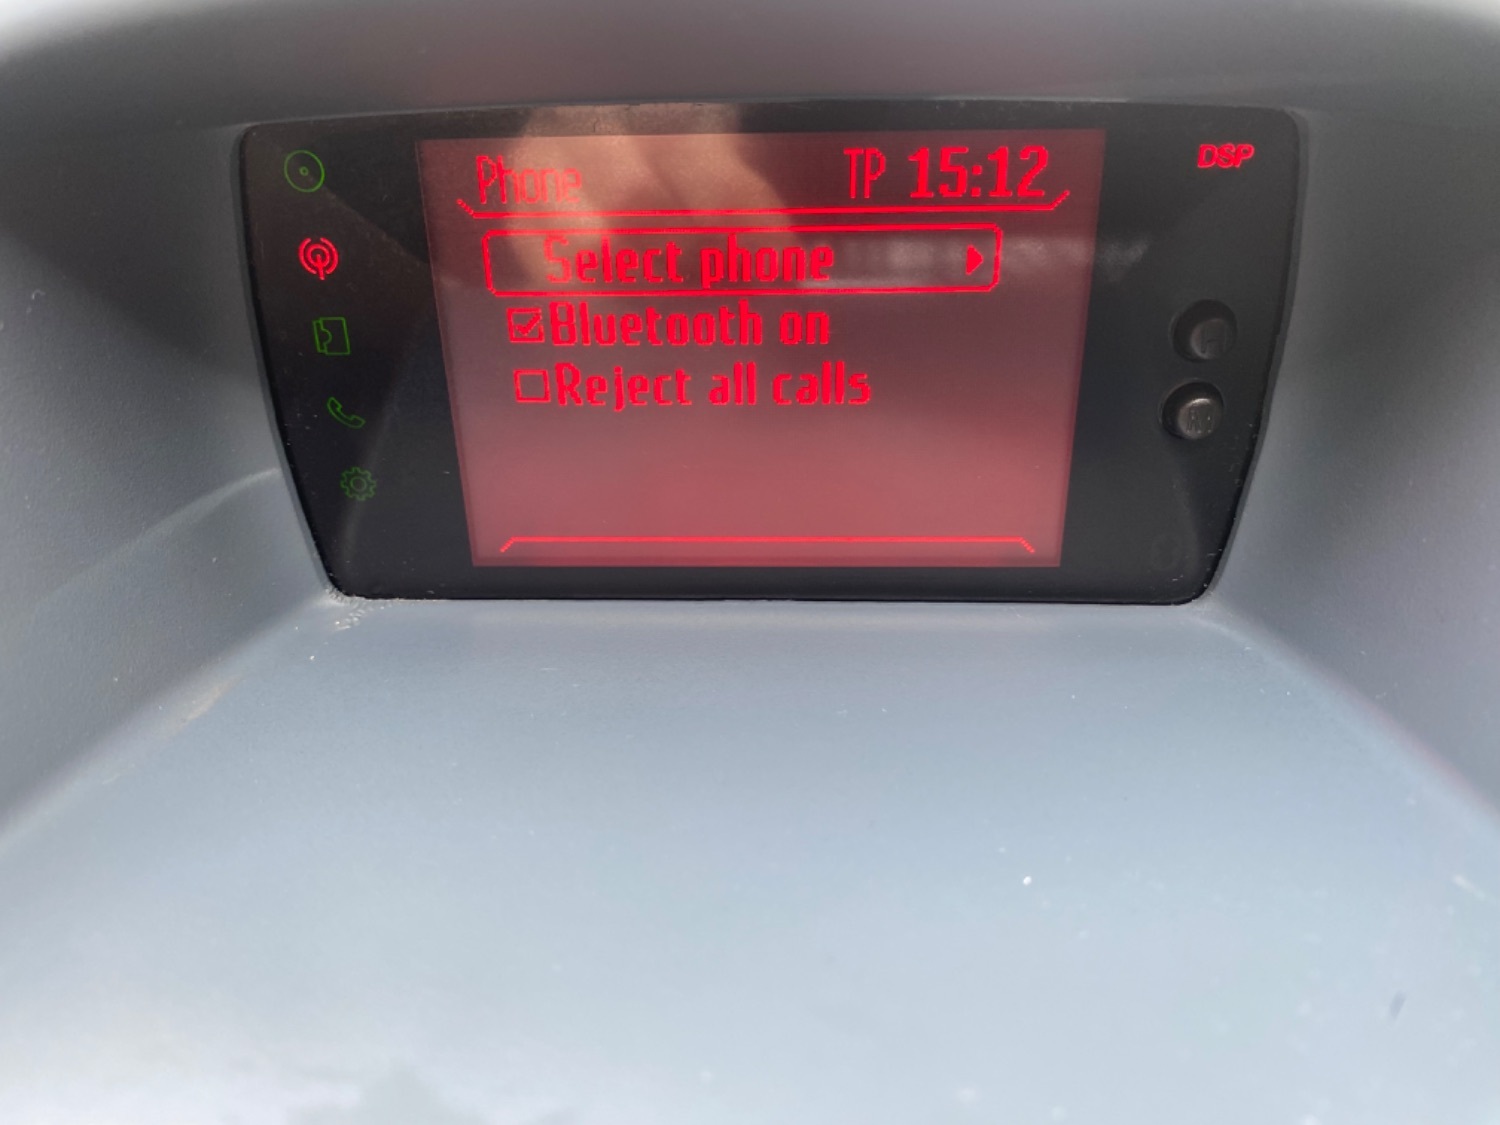 Phone TP 15:12 DSP
Select phone
Bluetooth on
Reject all calls
H
M